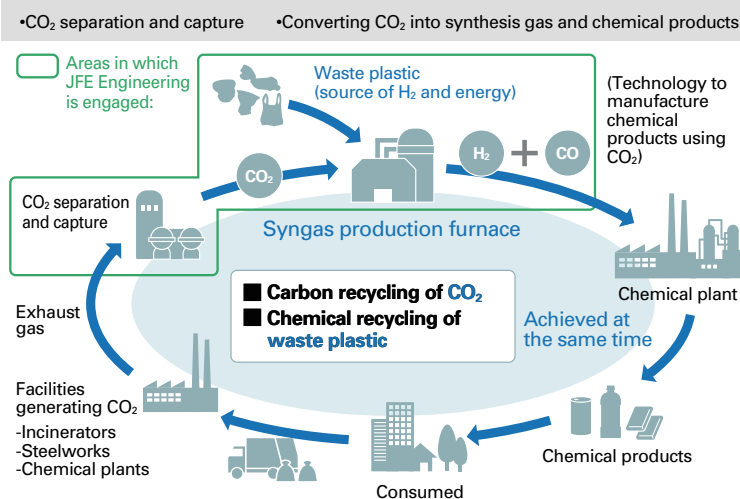 •CO₂ separation and capture •Converting CO₂ into synthesis gas and chemical products
Areas in which
JFE Engineering
is engaged:
Waste plastic
(source of H₂ and energy)
(Technology to
manufacture
chemical
products using
CO₂)
H₂ + CO
CO₂
CO₂ separation
and capture
Syngas production furnace
Chemical plant
■ Carbon recycling of CO₂
■ Chemical recycling of
waste plastic
Achieved at
the same time
Exhaust
gas
Facilities
generating CO₂
-Incinerators
-Steelworks
-Chemical plants
Chemical products
Consumed